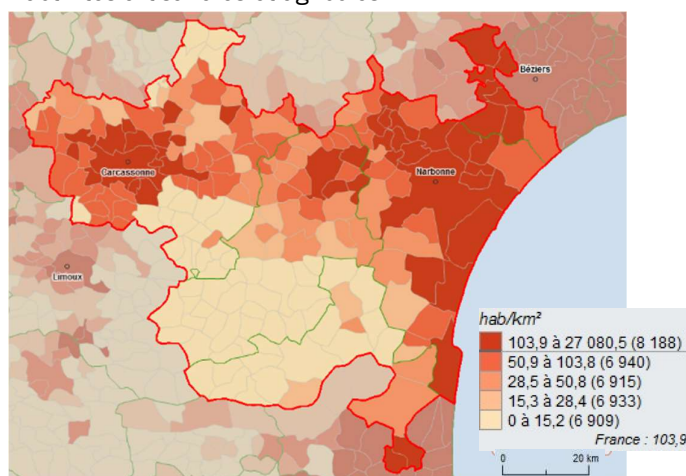 Béziers
Carcassonne
Narbonne
Limoux
hab/km²
103,9 à 27 080,5 (8 188)
50,9 à 103,8 (6 940)
28,5 à 50,8 (6 915)
15,3 à 28,4 (6 933)
0 à 15,2 (6 909)
France : 103,9
0 20 km